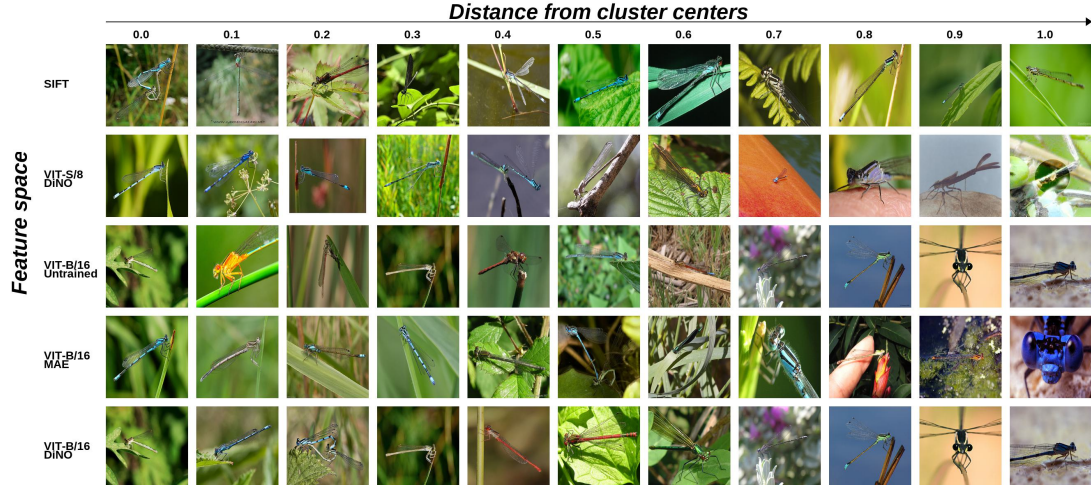 Distance from cluster centers
0.0 0.1 0.2 0.3 0.4 0.5 0.6 0.7 0.8 0.9 1.0
Feature space
SIFT
VIT-S/8
DINO
VIT-B/16
Untrained
VIT-B/16
MAE
VIT-B/16
DINO